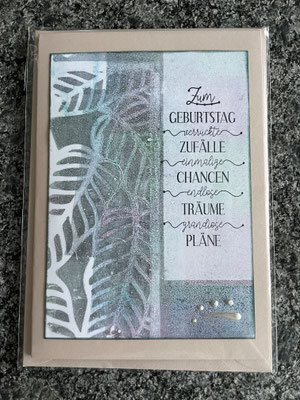 Zum
GEBURTSTAG
verrückte
ZUFÄLLE
einmalige
CHANCEN
endlose
TRÄUME
grandiose
PLÄNE